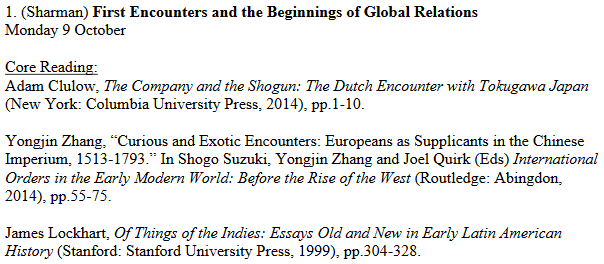 1. (Sharman) First Encounters and the Beginnings of Global Relations
Monday 9 October
Core Reading:
Adam Clulow, The Company and the Shogun: The Dutch Encounter with Tokugawa Japan
(New York: Columbia University Press, 2014), pp.1-10.
Yongjin Zhang, “Curious and Exotic Encounters: Europeans as Supplicants in the Chinese
Imperium, 1513-1793.” In Shogo Suzuki, Yongjin Zhang and Joel Quirk (Eds) International
Orders in the Early Modern World: Before the Rise of the West (Routledge: Abingdon,
2014), pp.55-75.
James Lockhart, Of Things of the Indies: Essays Old and New in Early Latin American
History (Stanford: Stanford University Press, 1999), pp.304-328.